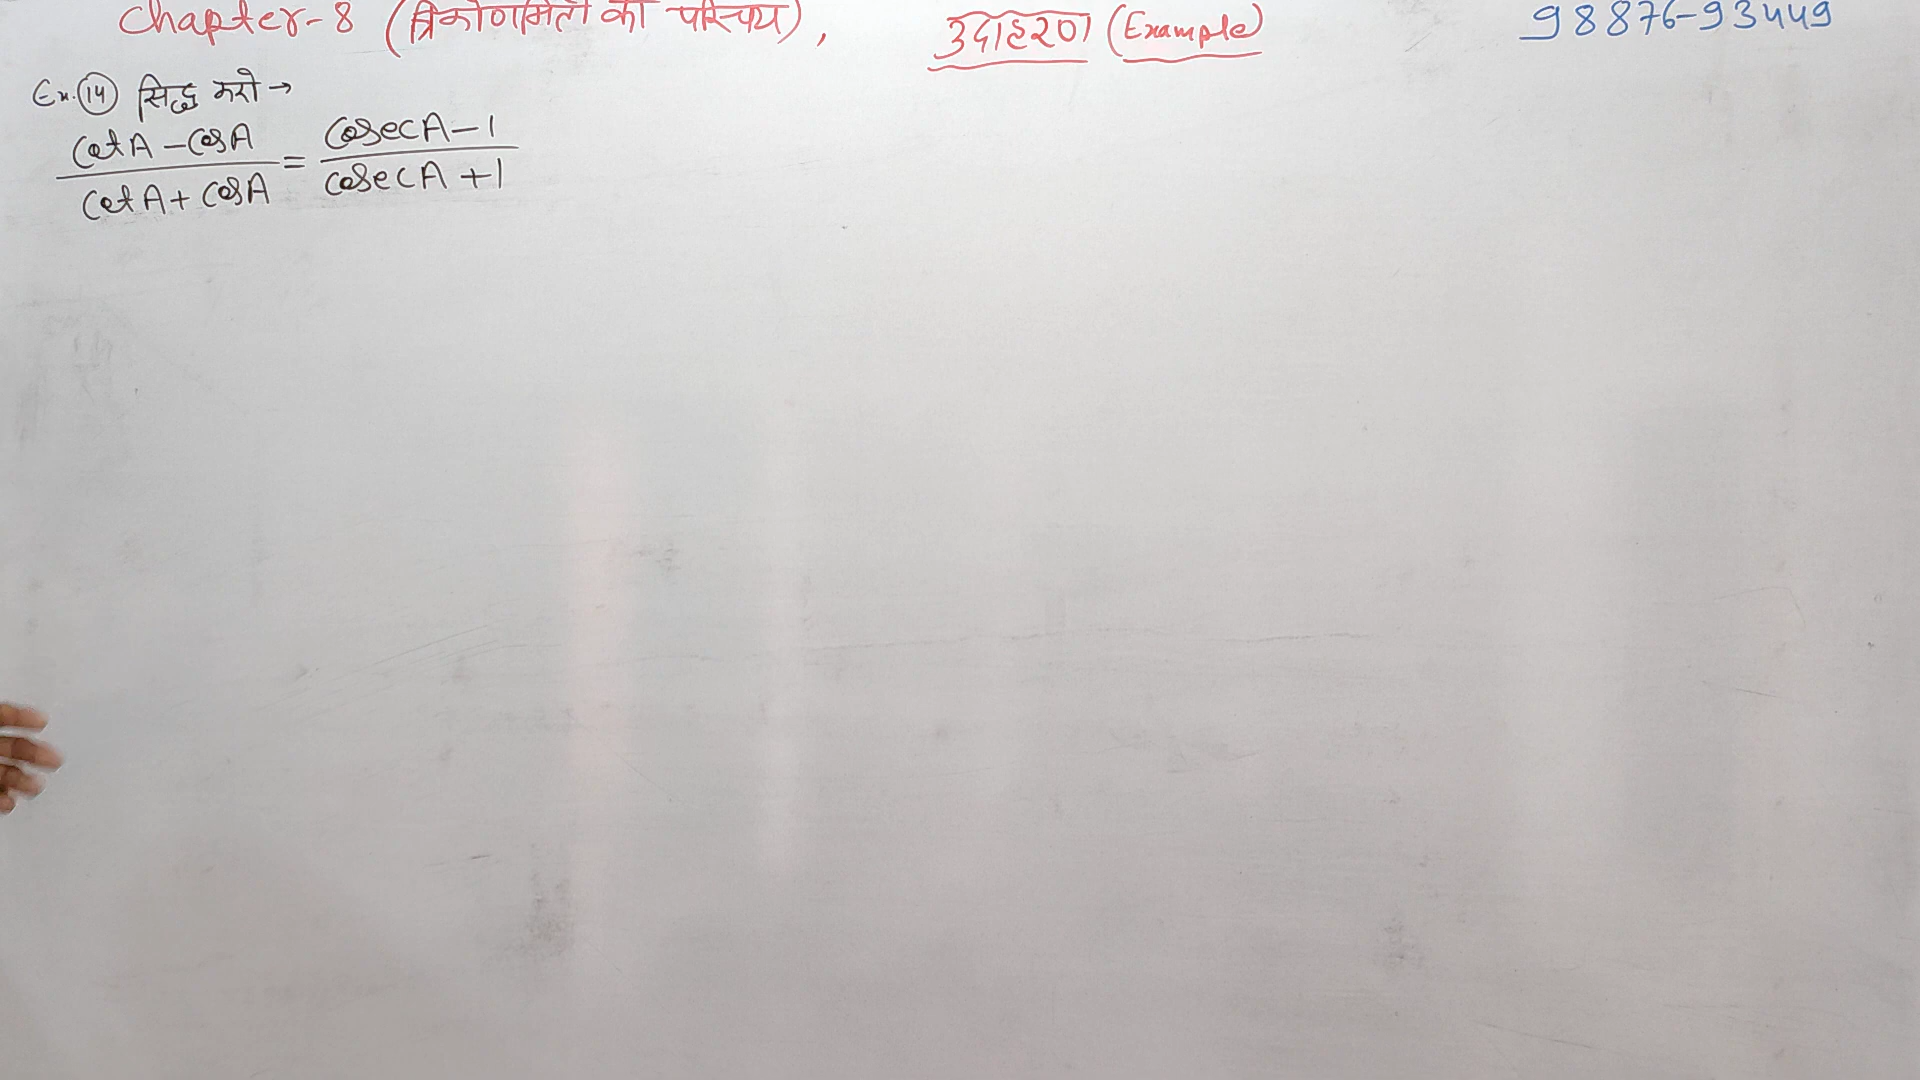 Chapter-8 (त्रिकोणमिती का परिचय), उदाहरण (Example) 98876-93449
Ex. 14 सिद्ध करो →
CotA - CosA / CotA + CosA = CosecA - 1 / CosecA + 1